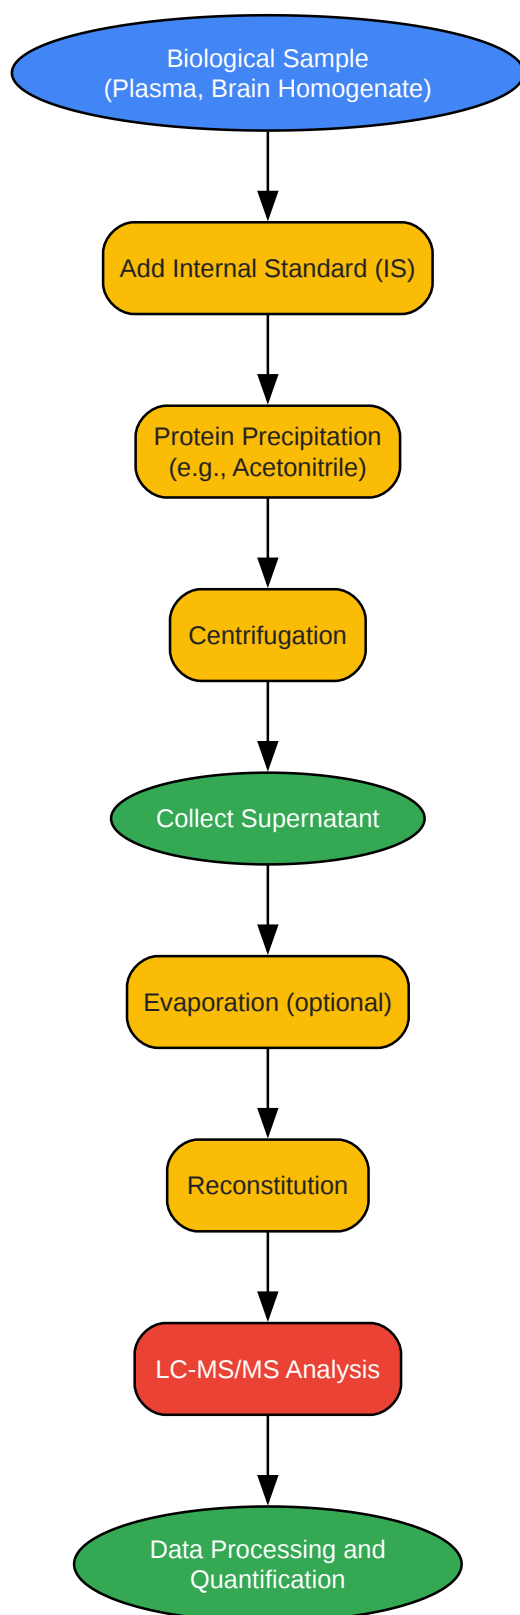 Biological Sample
(Plasma, Brain Homogenate)
Add Internal Standard (IS)
Protein Precipitation
(e.g., Acetonitrile)
Centrifugation
Collect Supernatant
Evaporation (optional)
Reconstitution
LC-MS/MS Analysis
Data Processing and
Quantification